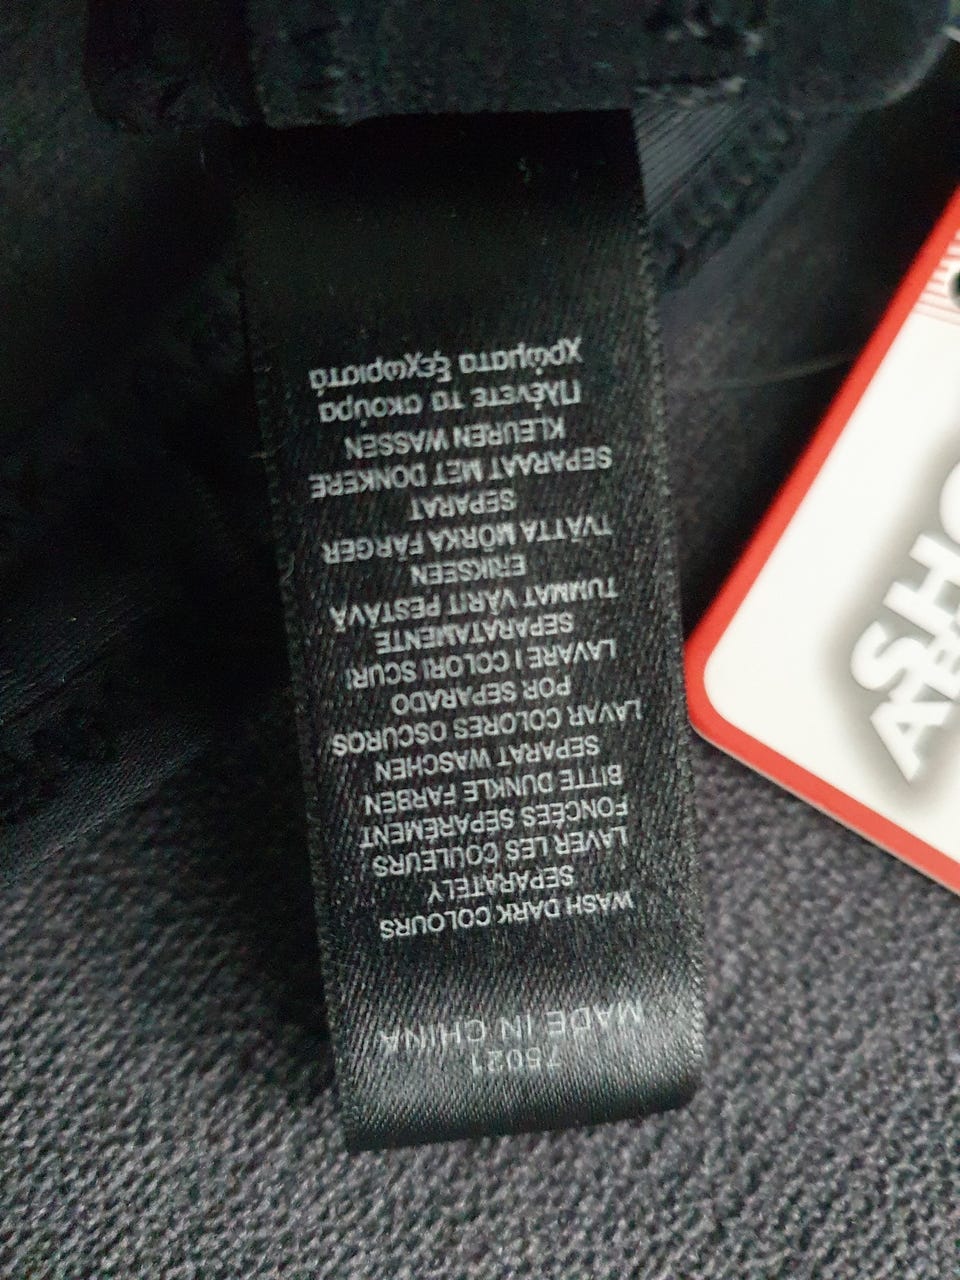 MADE IN CHINA
WASH DARK COLOURS
SEPARATELY
LAVER LES COULEURS
FONCÉES SÉPAREMENT
BITTE DUNKLE FARBEN
SEPARAT WASCHEN
LAVAR COLORES OSCUROS
POR SEPARADO
LAVARE I COLORI SCURI
SEPARATAMENTE
TUMMAT VÄRIT PESTÄVÄ
ERIKSEEN
TVÄTTA MÖRKA FÄRGER
SEPARAT
SEPARAAT MET DONKERE
KLEUREN WASSEN
Πλένετε τα σκούρα
χρώματα ξεχωριστά